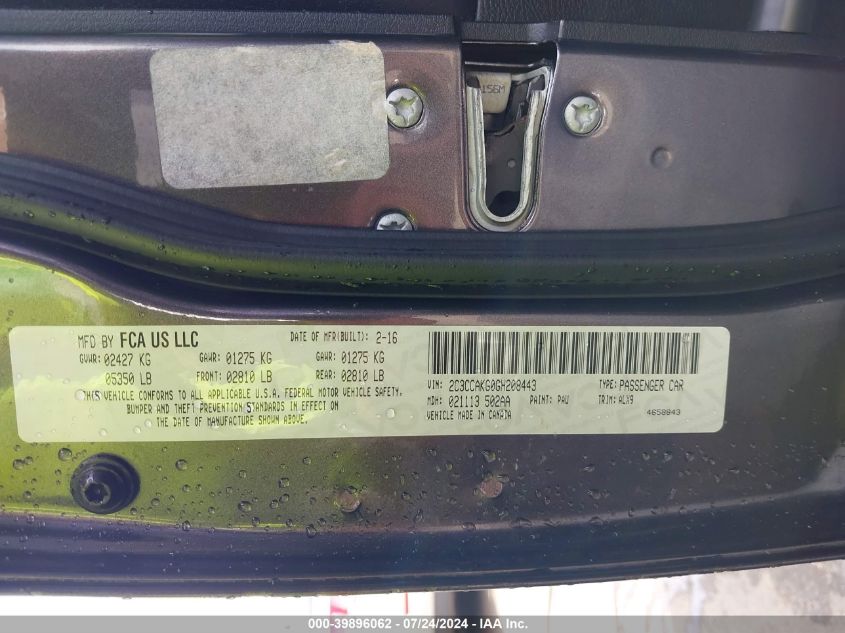 1S6M
MFD BY FCA US LLC DATE OF MFR(BUILT): 2-16
GVWR: 02427 KG GAWR: 01275 KG GAWR: 01275 KG
05350 LB FRONT: 02810 LB REAR: 02810 LB
THIS VEHICLE CONFORMS TO ALL APPLICABLE U.S.A. FEDERAL MOTOR VEHICLE SAFETY,
BUMPER AND THEFT PREVENTION STANDARDS IN EFFECT ON
THE DATE OF MANUFACTURE SHOWN ABOVE.
VIN: 2C3CCAKG0GH208443 TYPE: PASSENGER CAR
MDH: 021113 502AA PAINT: PAU TRIM: ALX9
VEHICLE MADE IN CANADA 4658843
000-39896062 - 07/24/2024 - IAA Inc.